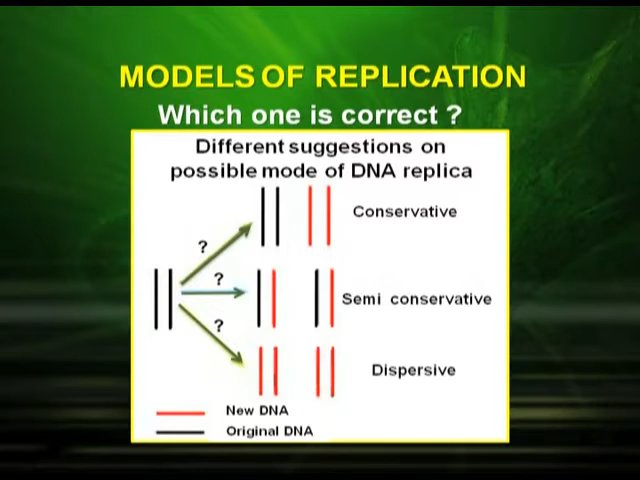 MODELS OF REPLICATION
Which one is correct ?
Different suggestions on
possible mode of DNA replica
Conservative
?
?
Semi conservative
?
Dispersive
New DNA
Original DNA